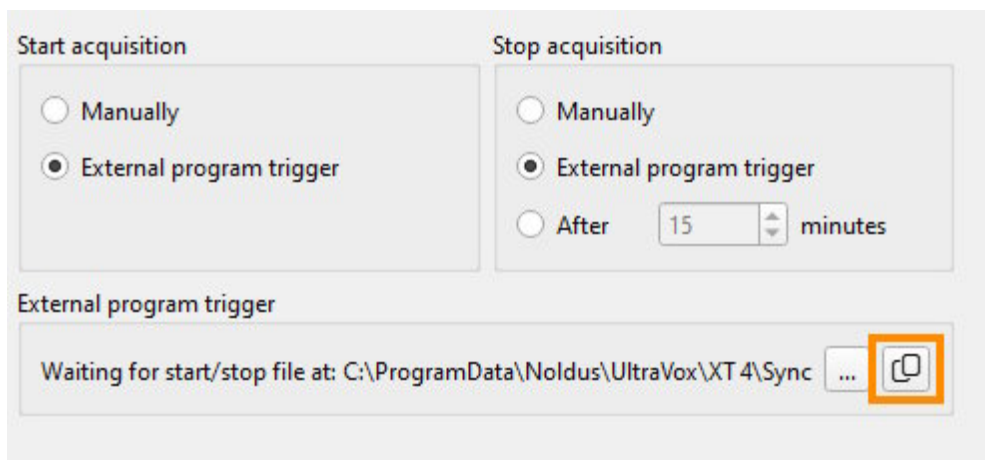 Start acquisition
Manually
External program trigger
Stop acquisition
Manually
External program trigger
After 15 minutes
External program trigger
Waiting for start/stop file at: C:\ProgramData\Noldus\UltraVox\XT 4\Sync ...